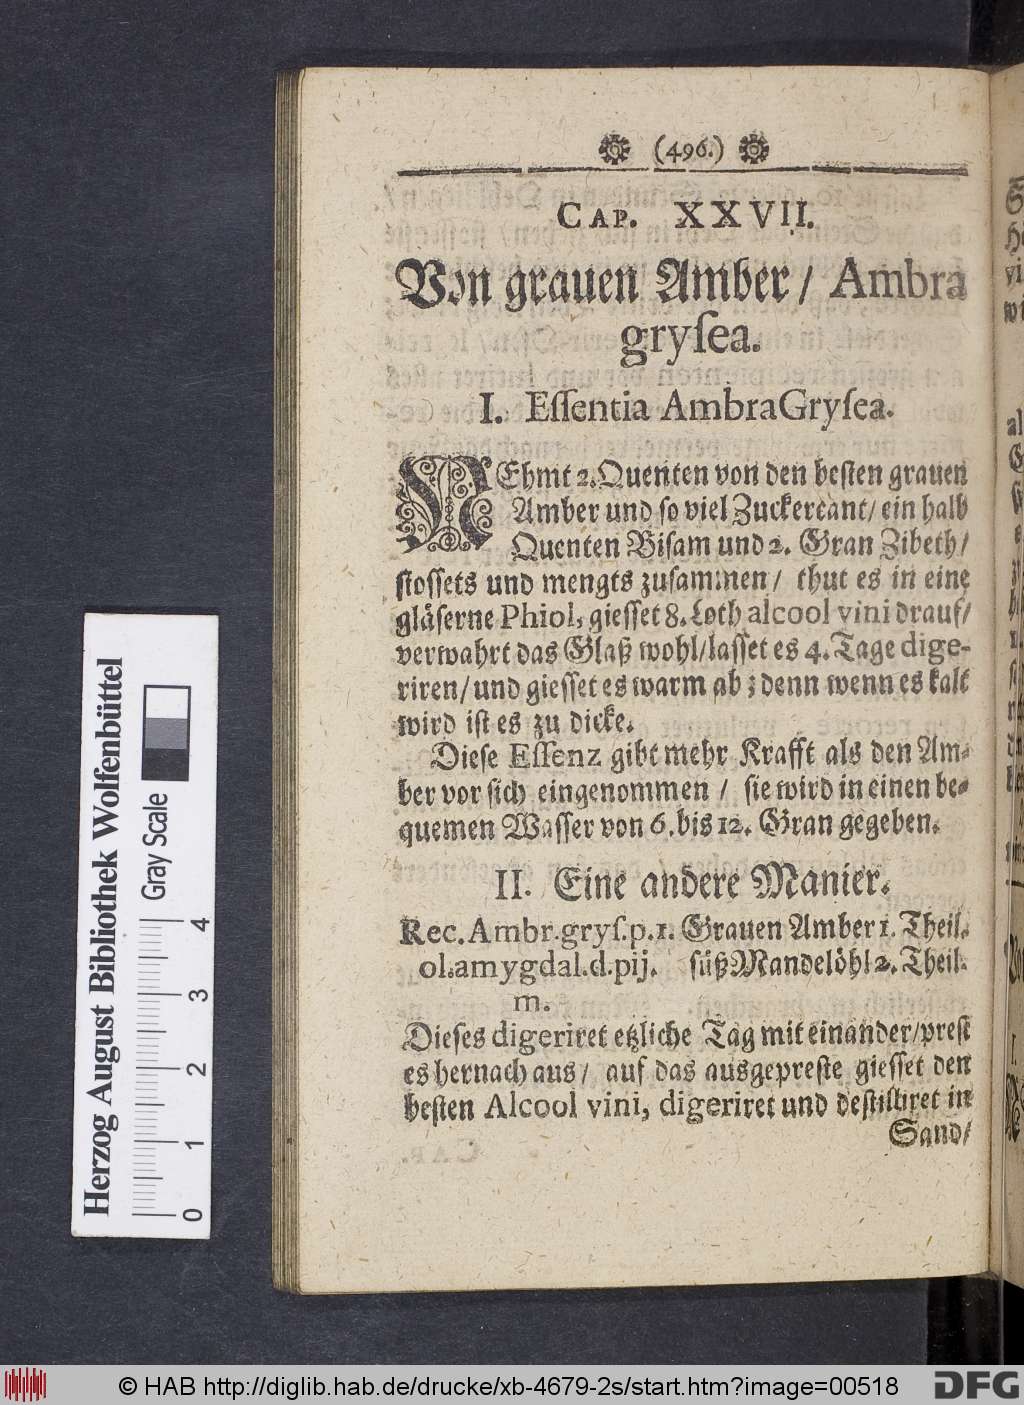 (496.)
CAP. XXVII.
Von grauen Amber / Ambra
gryſea.
I. Eſſentia AmbraGryſea.
NEhmt 2. Quenten von den beſten grauen
Amber und ſo viel Zuckercant / ein halb
Quenten Biſam und 2. Gran Zibeth /
ſtoſſets und mengts zuſammen / thut es in eine
gläſerne Phiol, gieſſet 8. Loth alcool vini drauf /
verwahrt das Glaß wohl / laſſet es 4. Tage dige-
riren / und gieſſet es warm ab ; denn wenn es kalt
wird iſt es zu dicke.
Dieſe Eſſenz gibt mehr Krafft als den Am-
ber vor ſich eingenommen / ſie wird in einen be-
quemen Waſſer von 6. bis 12. Gran gegeben.
II. Eine andere Manier.
Rec. Ambr. gryſ. p. 1. Grauen Amber 1. Theil.
ol. amygdal. d. pij. ſüß Mandelöhl 2. Theil.
m.
Dieſes digeriret etzliche Tag mit einander / preſt
es hernach aus / auf das ausgepreſte gieſſet den
beſten Alcool vini, digeriret und deſtilliret in
Sand /
Herzog August Bibliothek Wolfenbüttel
Gray Scale
0 1 2 3 4
© HAB http://diglib.hab.de/drucke/xb-4679-2s/start.htm?image=00518
DFG